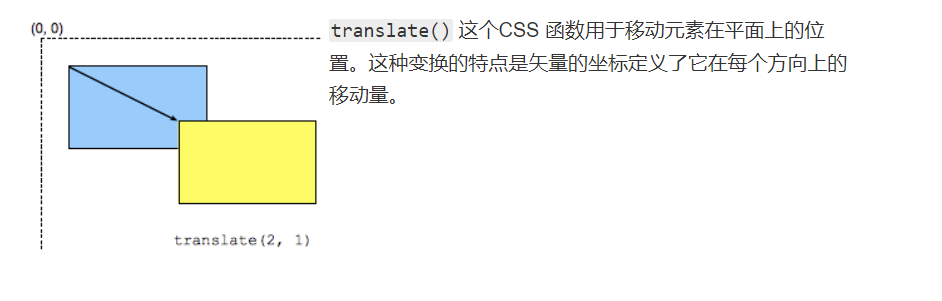 (0, 0)
translate() 这个CSS 函数用于移动元素在平面上的位
置。这种变换的特点是矢量的坐标定义了它在每个方向上的
移动量。
translate(2, 1)